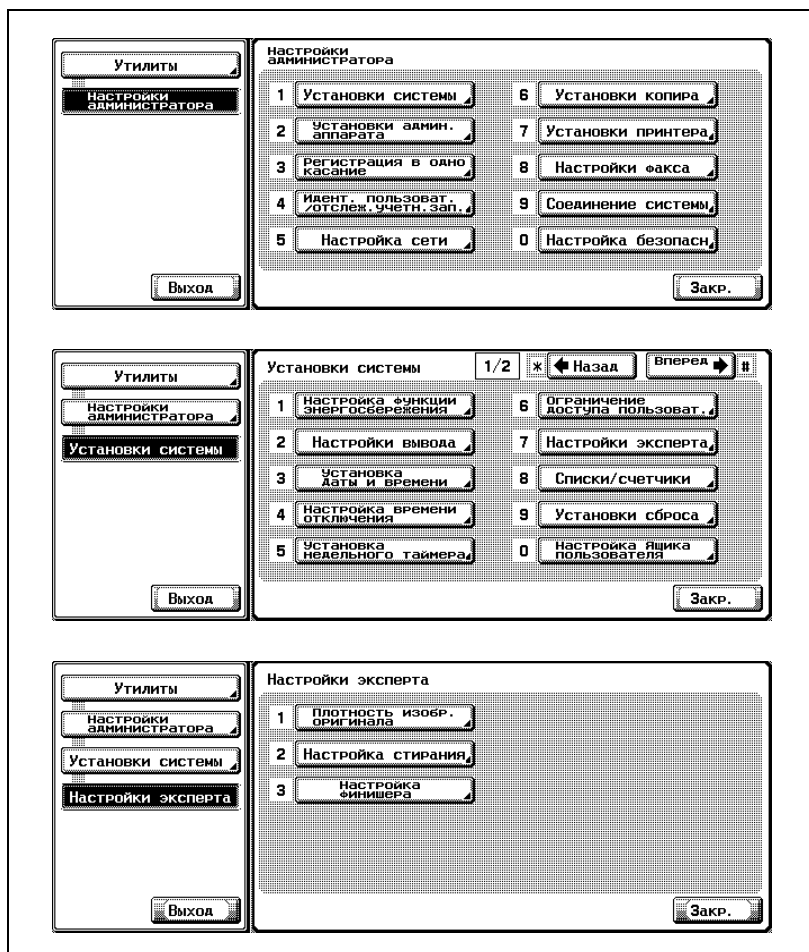 Утилиты
Настройки
администратора
Выход
Настройки
администратора
1 Установки системы
2 Установки админ.
аппарата
3 Регистрация в одно
касание
4 Идент. пользоват.
/отслеж.учетн.зап.
5 Настройка сети
6 Установки копира
7 Установки принтера
8 Настройки факса
9 Соединение системы
0 Настройка безопасн
Закр.
Утилиты
Настройки
администратора
Установки системы
Выход
Установки системы 1/2 * Назад Вперед #
1 Настройка функции
энергосбережения
2 Настройки вывода
3 Установка
даты и времени
4 Настройка времени
отключения
5 Установка
недельного таймера
6 Ограничение
доступа пользоват.
7 Настройки эксперта
8 Списки/счетчики
9 Установки сброса
0 Настройка Ящика
пользователя
Закр.
Утилиты
Настройки
администратора
Установки системы
Настройки эксперта
Выход
Настройки эксперта
1 Плотность изобр.
оригинала
2 Настройка стирания
3 Настройка
финишера
Закр.